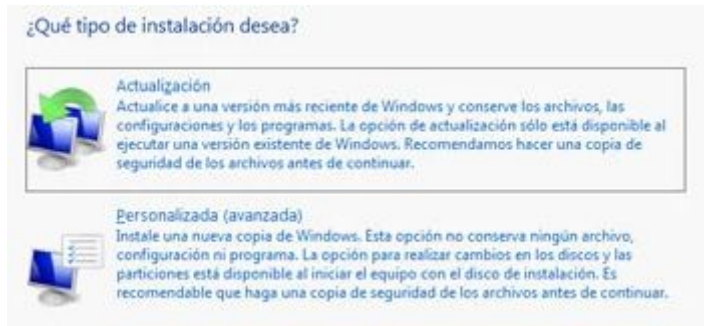 ¿Qué tipo de instalación desea?
Actualización
Actualice a una versión más reciente de Windows y conserve los archivos, las
configuraciones y los programas. La opción de actualización sólo está disponible al
ejecutar una versión existente de Windows. Recomendamos hacer una copia de
seguridad de los archivos antes de continuar.
Personalizada (avanzada)
Instale una nueva copia de Windows. Esta opción no conserva ningún archivo,
configuración ni programa. La opción para realizar cambios en los discos y las
particiones está disponible al iniciar el equipo con el disco de instalación. Es
recomendable que haga una copia de seguridad de los archivos antes de continuar.